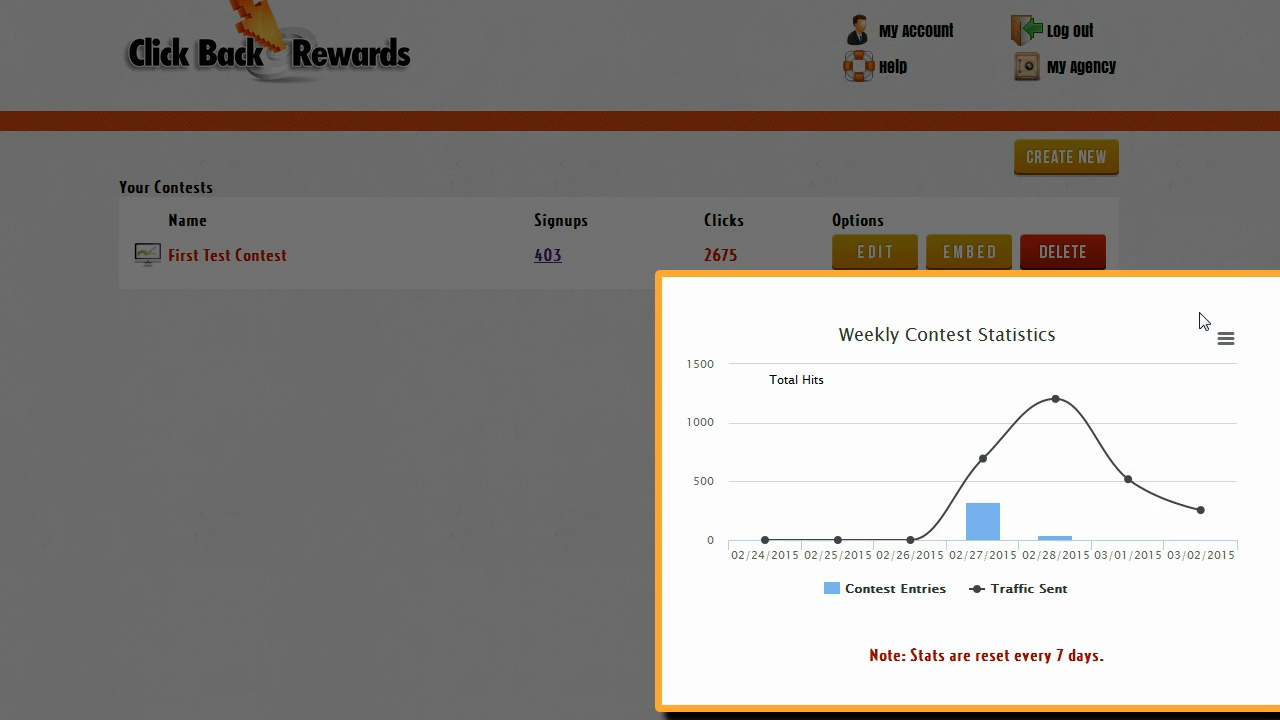 Click Back Rewards
My Account
Log Out
Help
My Agency
CREATE NEW
Your Contests
Name Signups Clicks Options
First Test Contest 403 2675 EDIT EMBED DELETE
Weekly Contest Statistics
1500
Total Hits
1000
500
0
02/24/2015 02/25/2015 02/26/2015 02/27/2015 02/28/2015 03/01/2015 03/02/2015
Contest Entries Traffic Sent
Note: Stats are reset every 7 days.